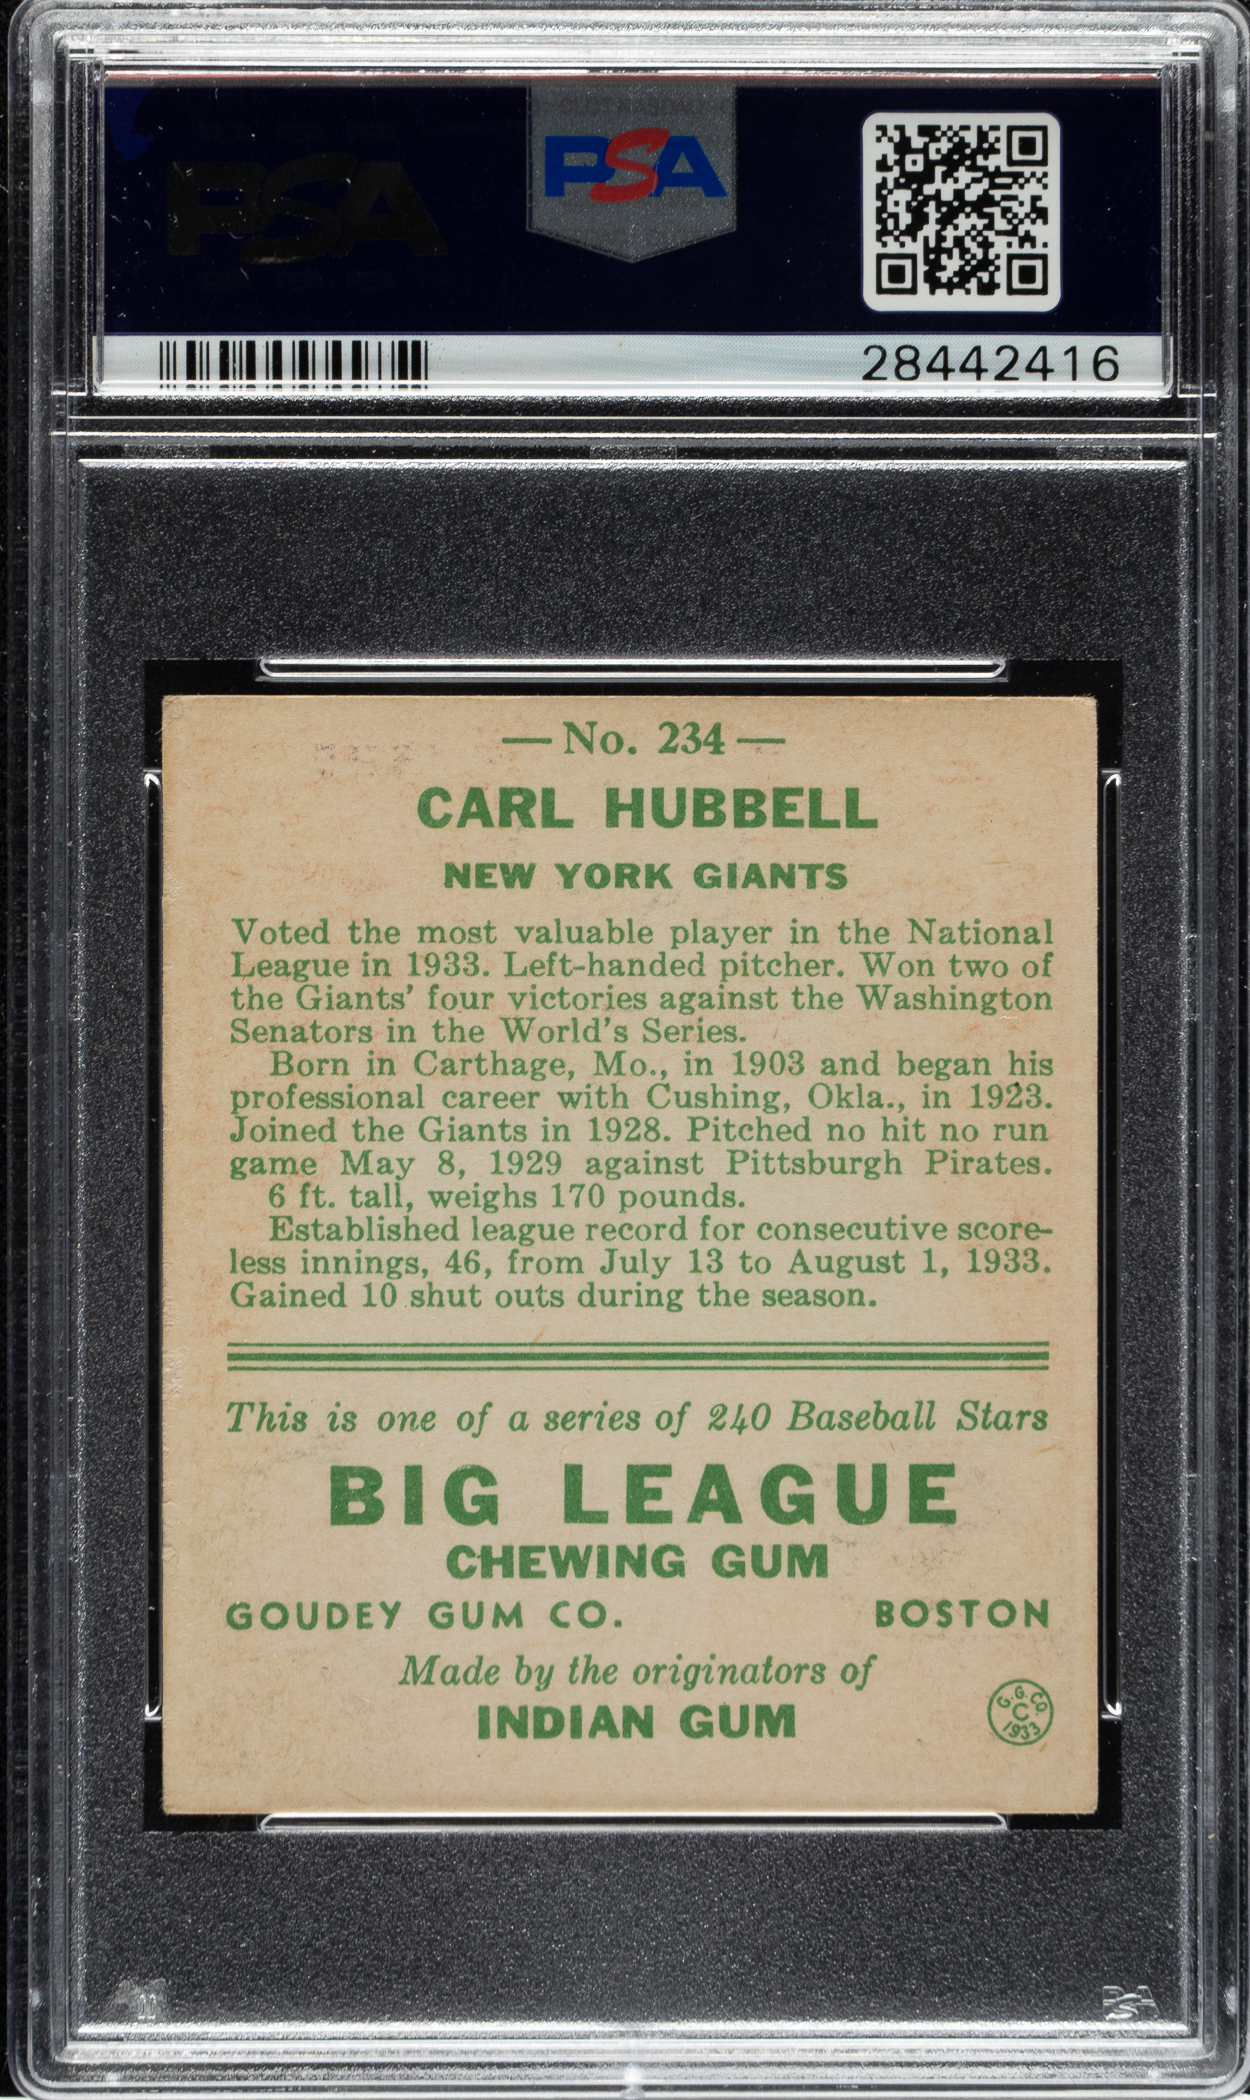 PSA
PSA
28442416
— No. 234 —
CARL HUBBELL
NEW YORK GIANTS
Voted the most valuable player in the National
League in 1933. Left-handed pitcher. Won two of
the Giants' four victories against the Washington
Senators in the World's Series.
Born in Carthage, Mo., in 1903 and began his
professional career with Cushing, Okla., in 1923.
Joined the Giants in 1928. Pitched no hit no run
game May 8, 1929 against Pittsburgh Pirates.
6 ft. tall, weighs 170 pounds.
Established league record for consecutive score-
less innings, 46, from July 13 to August 1, 1933.
Gained 10 shut outs during the season.
This is one of a series of 240 Baseball Stars
BIG LEAGUE
CHEWING GUM
GOUDEY GUM CO. BOSTON
Made by the originators of
INDIAN GUM
G. G. CO.
C
1933
PSA